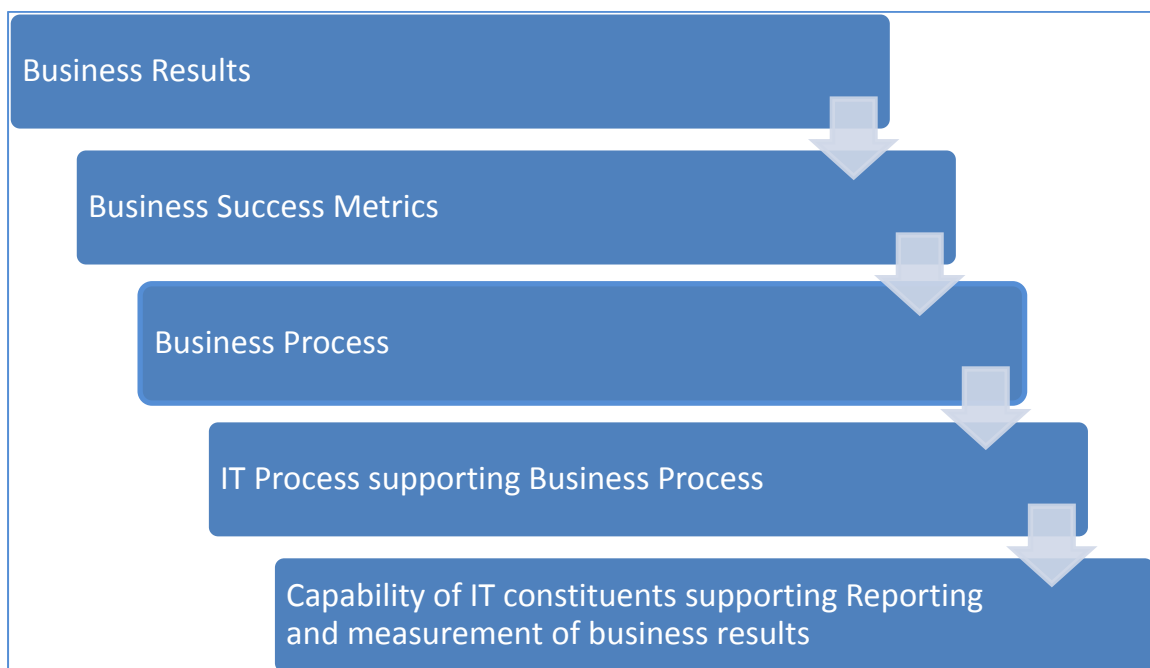 Business Results
Business Success Metrics
Business Process
IT Process supporting Business Process
Capability of IT constituents supporting Reporting
and measurement of business results